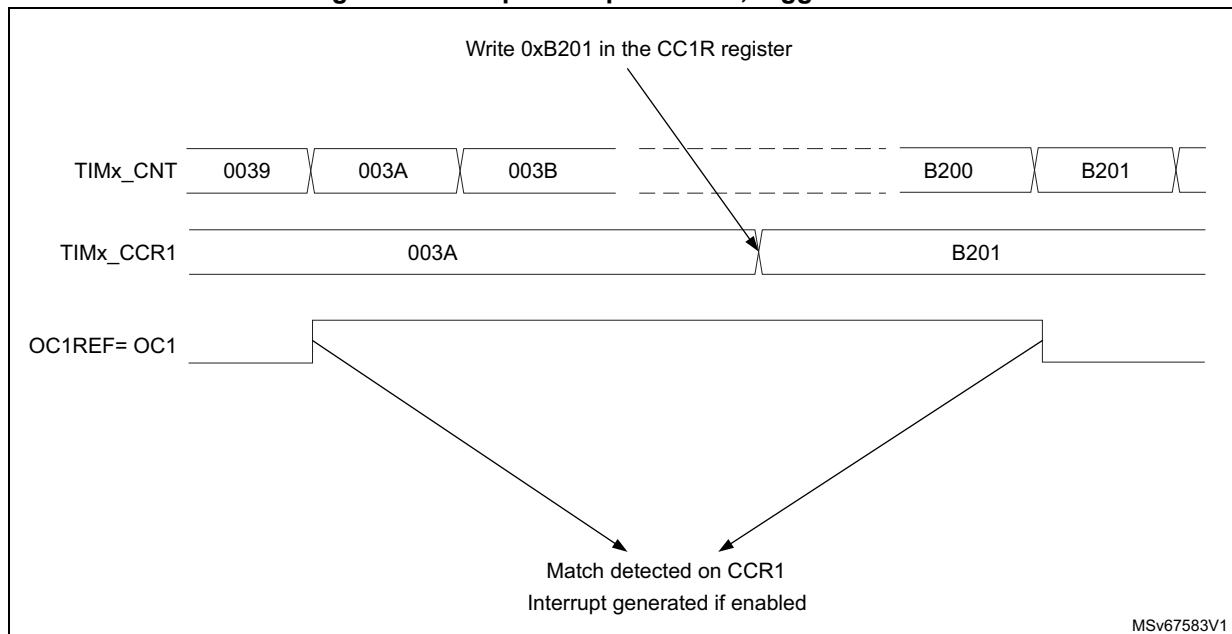 Write 0xB201 in the CC1R register
TIMx_CNT 0039 003A 003B B200 B201
TIMx_CCR1 003A B201
OC1REF= OC1
Match detected on CCR1
Interrupt generated if enabled
MSv67583V1